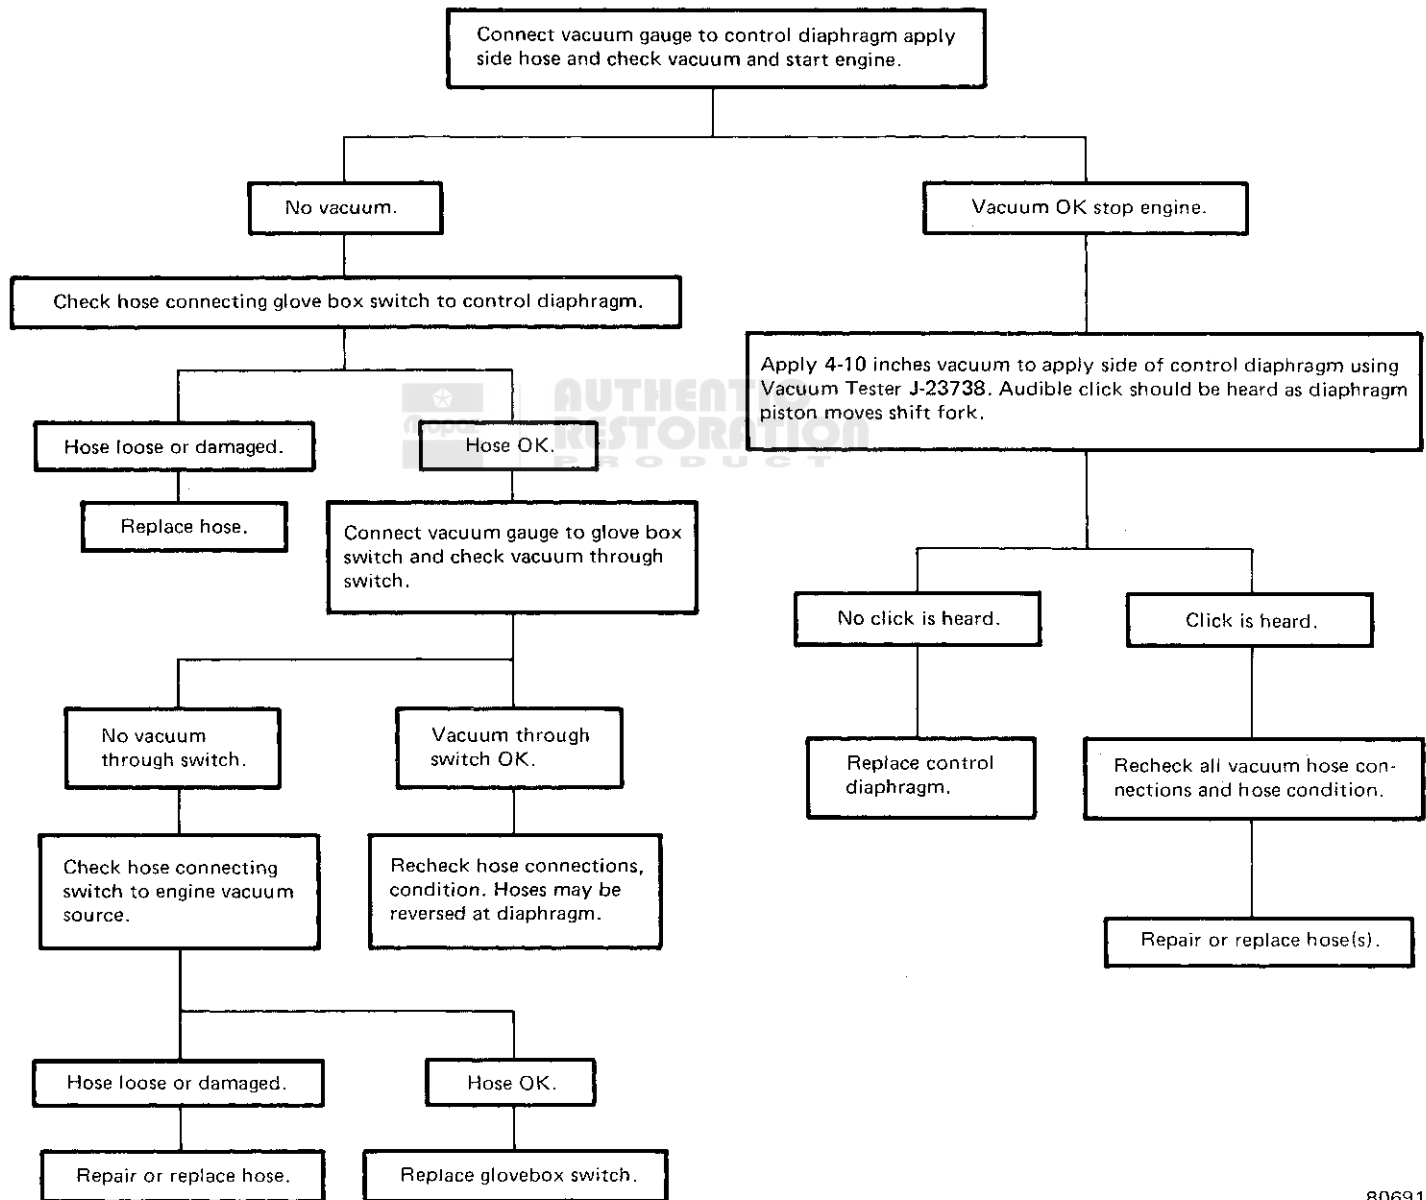 Connect vacuum gauge to control diaphragm apply
side hose and check vacuum and start engine.
No vacuum.
Vacuum OK stop engine.
Check hose connecting glove box switch to control diaphragm.
Apply 4-10 inches vacuum to apply side of control diaphragm using
Vacuum Tester J-23738. Audible click should be heard as diaphragm
piston moves shift fork.
Mopar
AUTHENTIC
RESTORATION
PRODUCT
Hose loose or damaged.
Hose OK.
Replace hose.
Connect vacuum gauge to glove box
switch and check vacuum through
switch.
No click is heard.
Click is heard.
No vacuum
through switch.
Vacuum through
switch OK.
Replace control
diaphragm.
Recheck all vacuum hose con-
nections and hose condition.
Check hose connecting
switch to engine vacuum
source.
Recheck hose connections,
condition. Hoses may be
reversed at diaphragm.
Repair or replace hose(s).
Hose loose or damaged.
Hose OK.
Repair or replace hose.
Replace glovebox switch.
80691